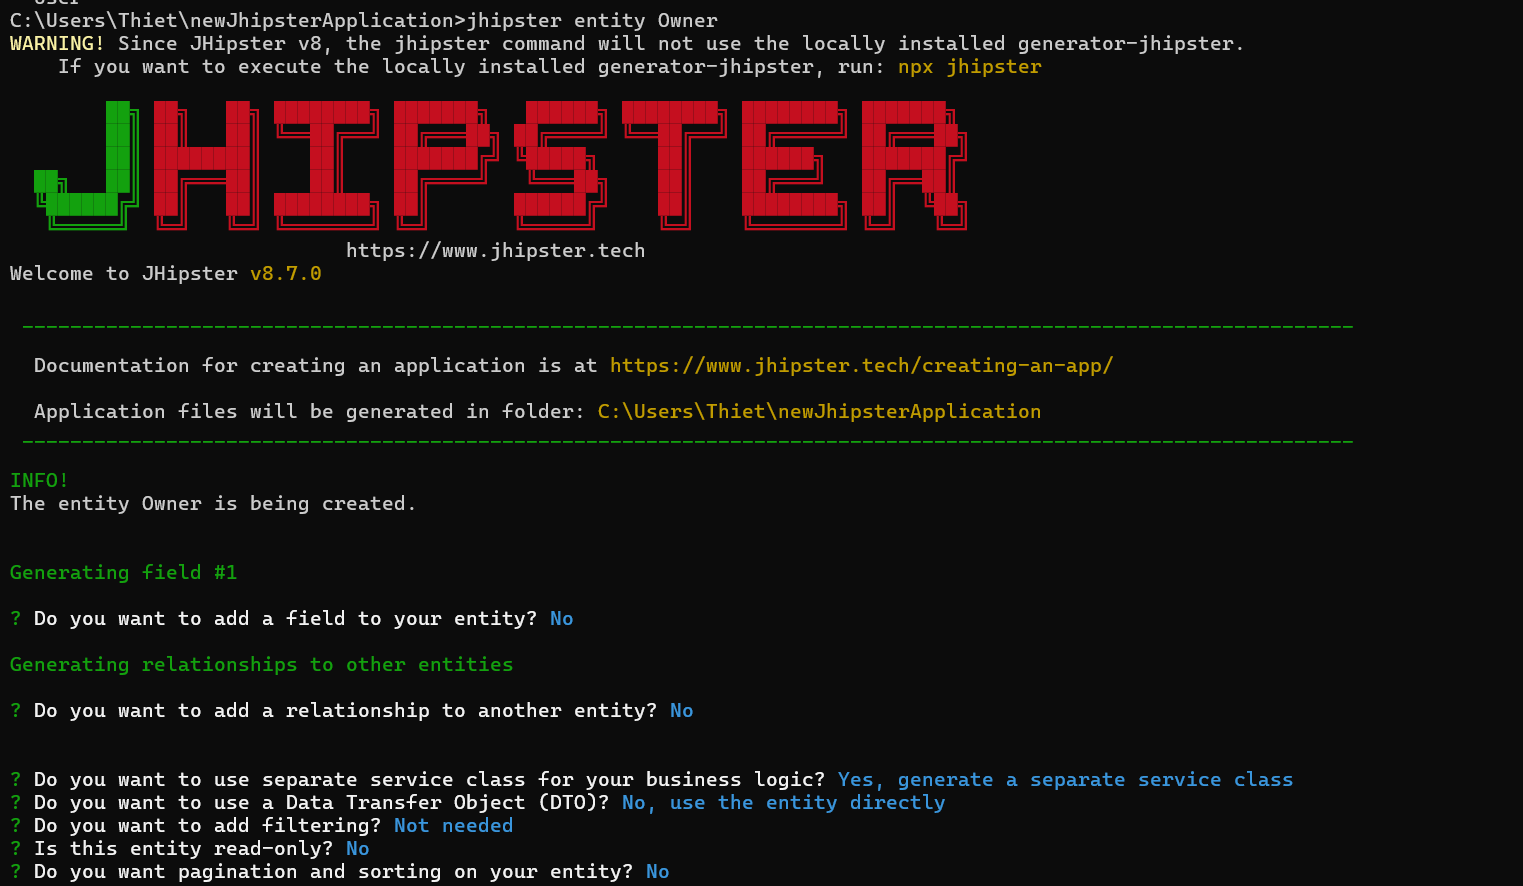 C:\Users\Thiet\newJhipsterApplication>jhipster entity Owner
WARNING! Since JHipster v8, the jhipster command will not use the locally installed generator-jhipster.
If you want to execute the locally installed generator-jhipster, run: npx jhipster
JHIPSTER
https://www.jhipster.tech
Welcome to JHipster v8.7.0
Documentation for creating an application is at https://www.jhipster.tech/creating-an-app/
Application files will be generated in folder: C:\Users\Thiet\newJhipsterApplication
INFO!
The entity Owner is being created.
Generating field #1
? Do you want to add a field to your entity? No
Generating relationships to other entities
? Do you want to add a relationship to another entity? No
? Do you want to use separate service class for your business logic? Yes, generate a separate service class
? Do you want to use a Data Transfer Object (DTO)? No, use the entity directly
? Do you want to add filtering? Not needed
? Is this entity read-only? No
? Do you want pagination and sorting on your entity? No